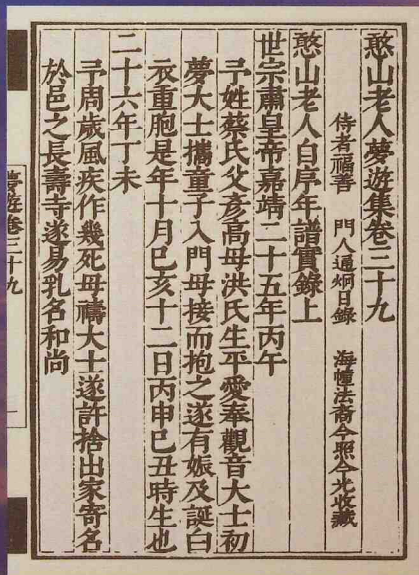 憨山老人夢遊集卷三十九
侍者福善　門人通炯日錄　海幢法裔今照今光收藏
憨山老人自序年譜實錄上
世宗肅皇帝嘉靖二十五年丙午
予姓蔡氏父彥高母洪氏生平愛奉觀音大士初
夢大士攜童子入門母接而抱之遂有娠及誕白
衣重胞是年十月己亥十二日丙申己丑時生也
二十六年丁未
予周歲風疾作幾死母禱大士遂許捨出家寄名
於邑之長壽寺遂易乳名和尚
夢遊卷三十九
一